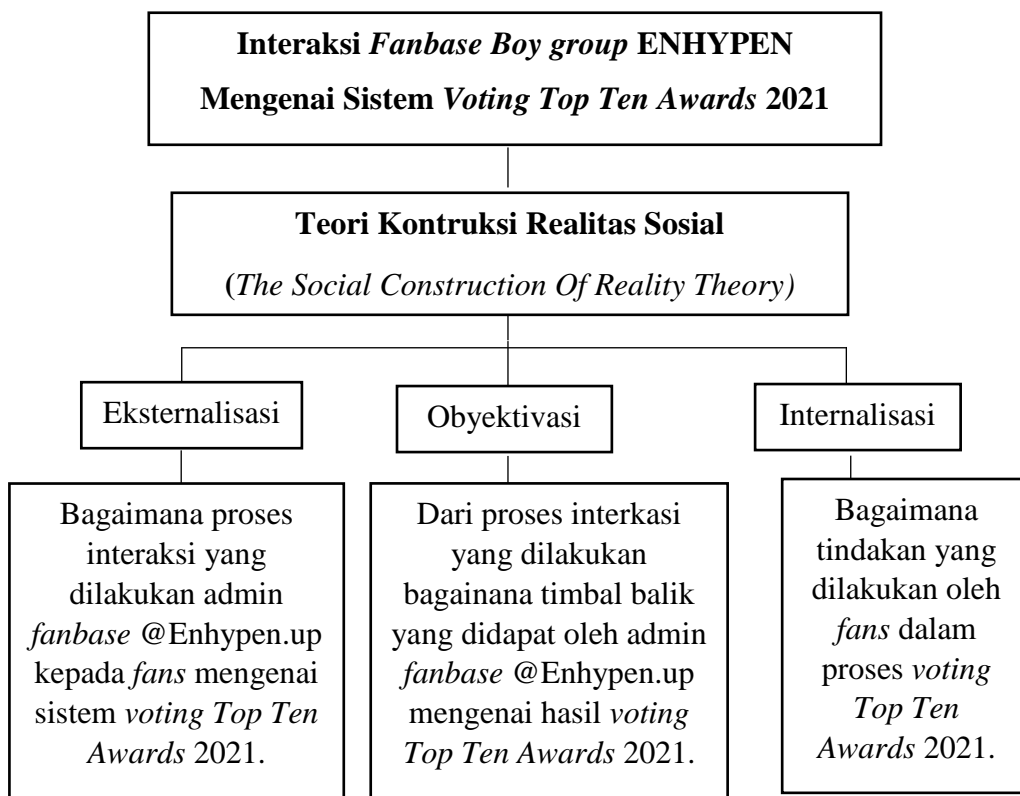 Interaksi Fanbase Boy group ENHYPEN
Mengenai Sistem Voting Top Ten Awards 2021
Teori Kontruksi Realitas Sosial
(The Social Construction Of Reality Theory)
Eksternalisasi
Obyektivasi
Internalisasi
Bagaimana proses
interaksi yang
dilakukan admin
fanbase @Enhypen.up
kepada fans mengenai
sistem voting Top Ten
Awards 2021.
Dari proses interkasi
yang dilakukan
bagainana timbal balik
yang didapat oleh admin
fanbase @Enhypen.up
mengenai hasil voting
Top Ten Awards 2021.
Bagaimana
tindakan yang
dilakukan oleh
fans dalam
proses voting
Top Ten
Awards 2021.